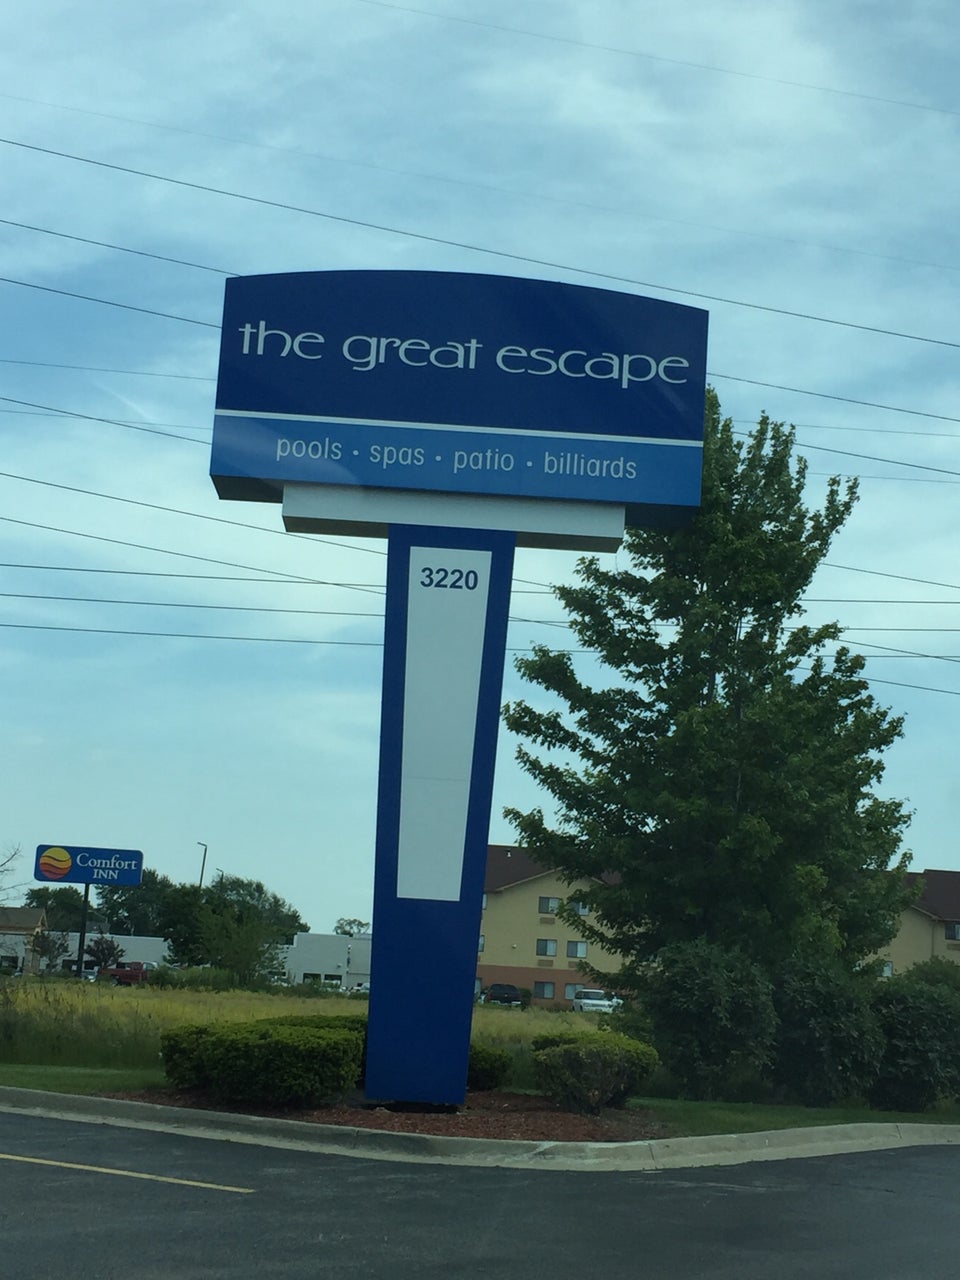 the great escape
pools • spas • patio • billiards
3220
Comfort
INN